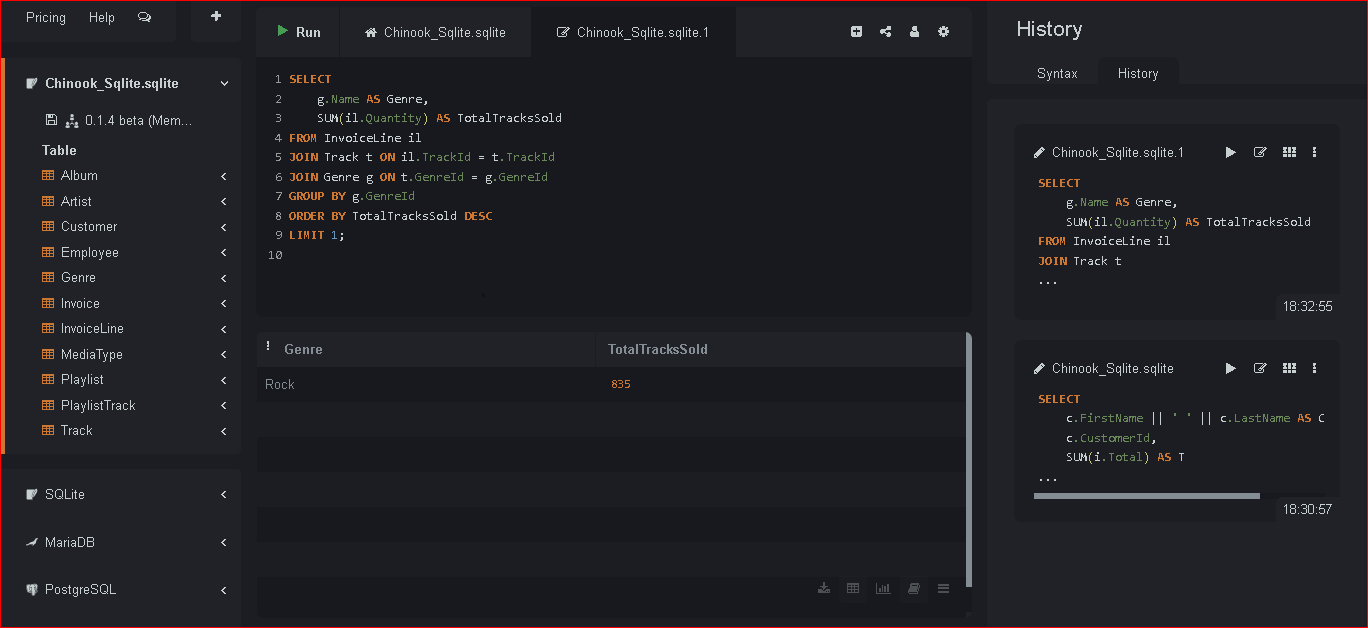 Pricing Help
+
Chinook_Sqlite.sqlite
0.1.4 beta (Mem...
Table
Album
Artist
Customer
Employee
Genre
Invoice
InvoiceLine
MediaType
Playlist
PlaylistTrack
Track
SQLite
MariaDB
PostgreSQL
Run Chinook_Sqlite.sqlite Chinook_Sqlite.sqlite.1
1 SELECT
2 g.Name AS Genre,
3 SUM(il.Quantity) AS TotalTracksSold
4 FROM InvoiceLine il
5 JOIN Track t ON il.TrackId = t.TrackId
6 JOIN Genre g ON t.GenreId = g.GenreId
7 GROUP BY g.GenreId
8 ORDER BY TotalTracksSold DESC
9 LIMIT 1;
10
Genre TotalTracksSold
Rock 835
History
Syntax History
Chinook_Sqlite.sqlite.1
SELECT
g.Name AS Genre,
SUM(il.Quantity) AS TotalTracksSold
FROM InvoiceLine il
JOIN Track t
...
18:32:55
Chinook_Sqlite.sqlite
SELECT
c.FirstName || ' ' || c.LastName AS C
c.CustomerId,
SUM(i.Total) AS T
...
18:30:57